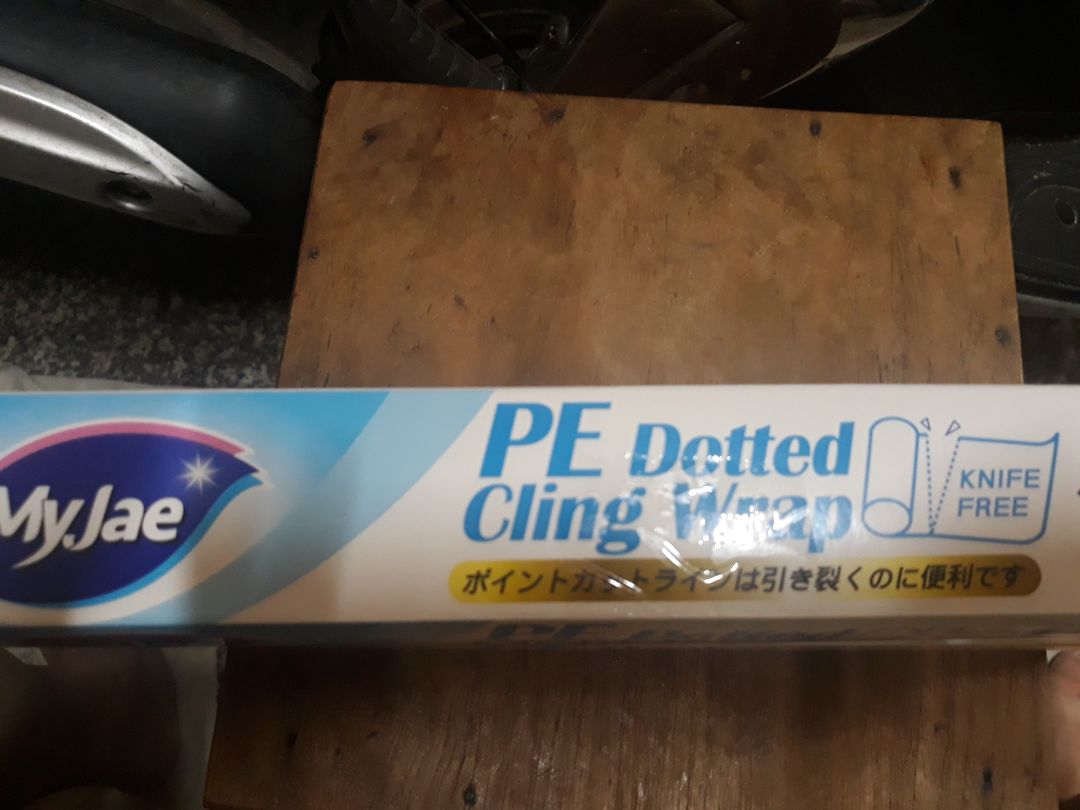 MyJae
PE Dotted
Cling Wrap
KNIFE
FREE
ポイントカットラインは引き裂くのに便利です